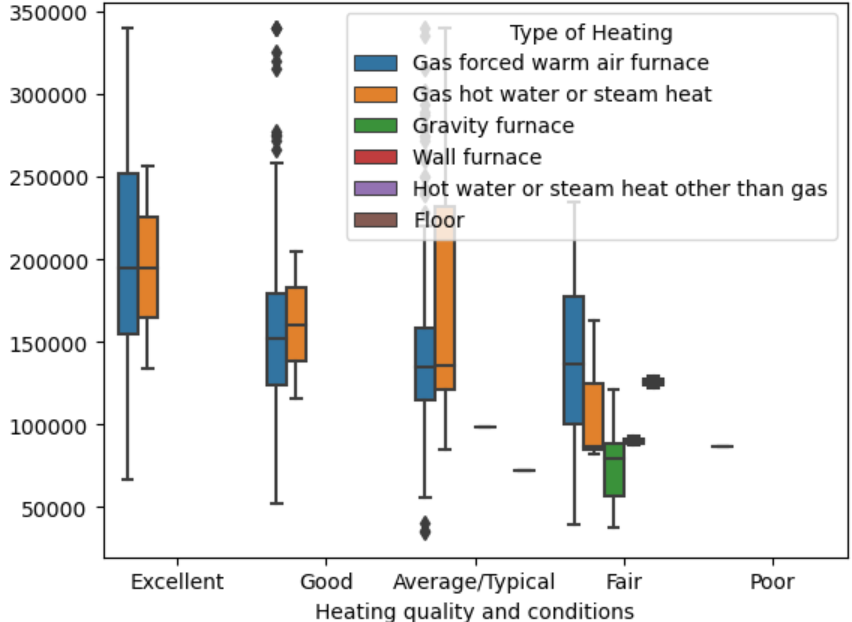 350000
300000
250000
200000
150000
100000
50000
Type of Heating
Gas forced warm air furnace
Gas hot water or steam heat
Gravity furnace
Wall furnace
Hot water or steam heat other than gas
Floor
Excellent Good Average/Typical Fair Poor
Heating quality and conditions